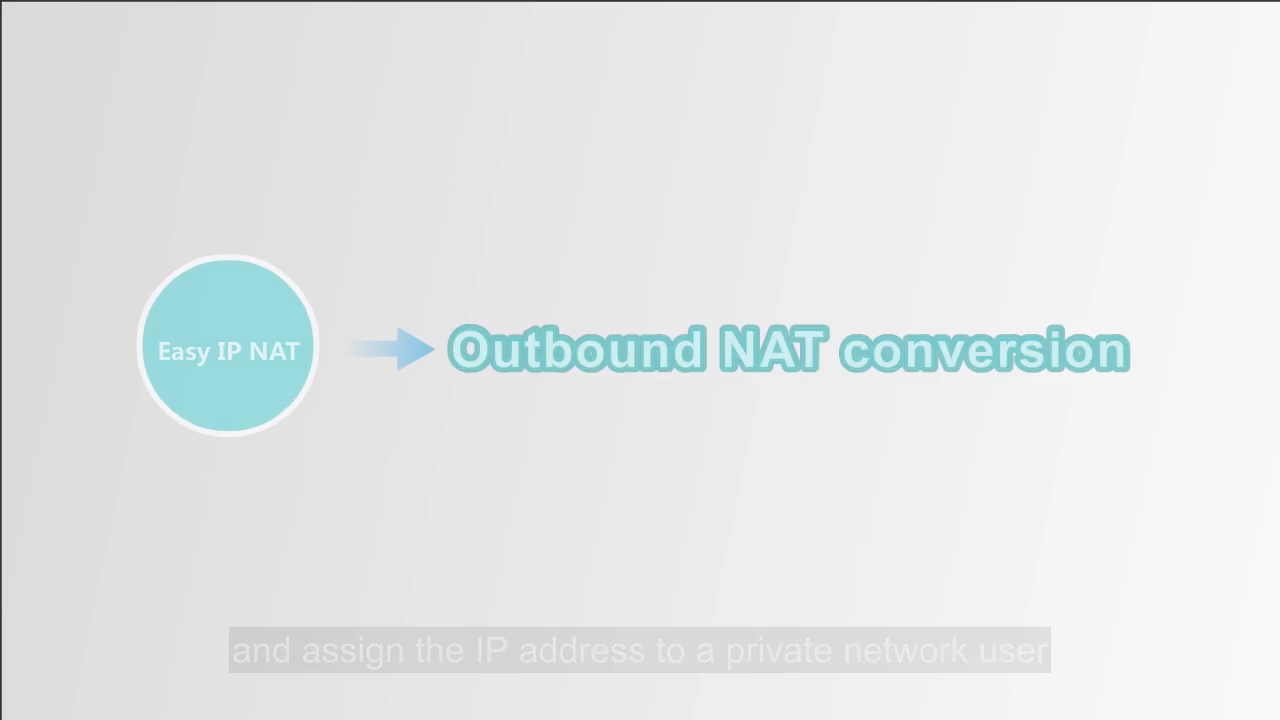 Easy IP NAT
Outbound NAT conversion
and assign the IP address to a private network user